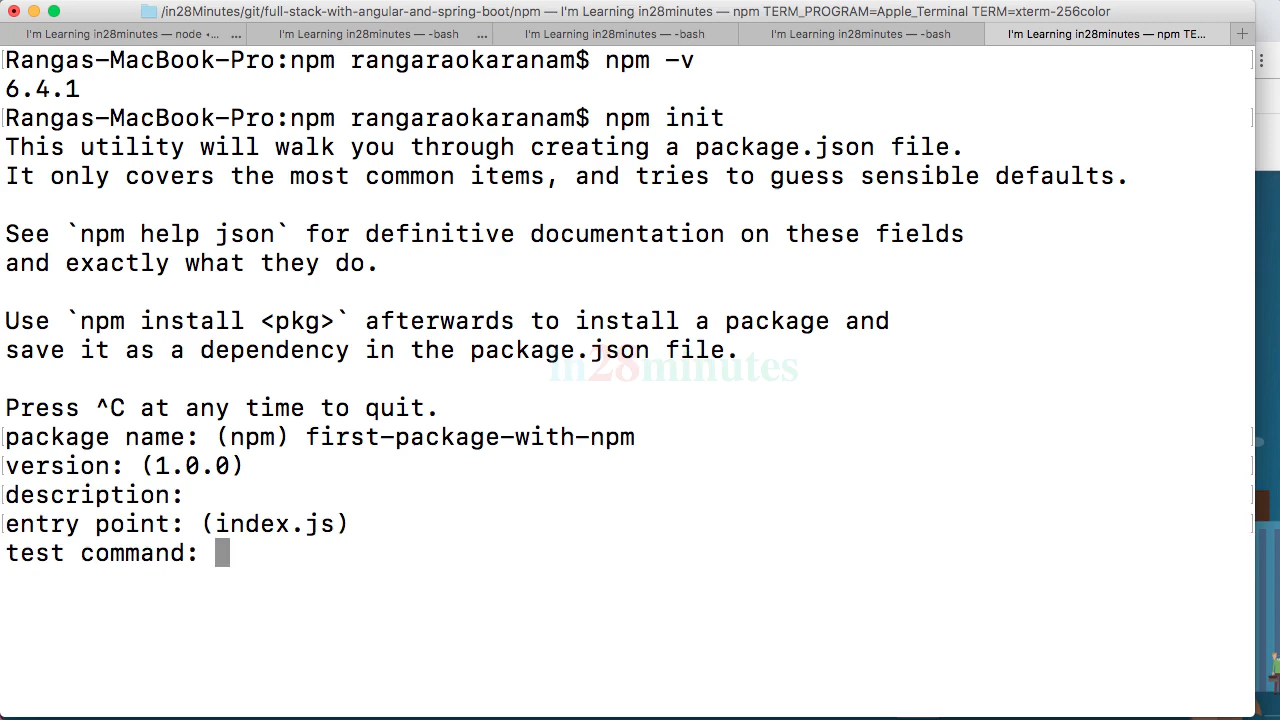 /in28Minutes/git/full-stack-with-angular-and-spring-boot/npm — I'm Learning in28minutes — npm TERM_PROGRAM=Apple_Terminal TERM=xterm-256color
I'm Learning in28minutes — node ‹... ... I'm Learning in28minutes — -bash ... I'm Learning in28minutes — -bash I'm Learning in28minutes — -bash I'm Learning in28minutes — npm TE... +
Rangas-MacBook-Pro:npm rangaraokaranam$ npm -v
6.4.1
Rangas-MacBook-Pro:npm rangaraokaranam$ npm init
This utility will walk you through creating a package.json file.
It only covers the most common items, and tries to guess sensible defaults.
See `npm help json` for definitive documentation on these fields
and exactly what they do.
Use `npm install <pkg>` afterwards to install a package and
save it as a dependency in the package.json file.
in28minutes
Press ^C at any time to quit.
package name: (npm) first-package-with-npm
version: (1.0.0)
description:
entry point: (index.js)
test command: